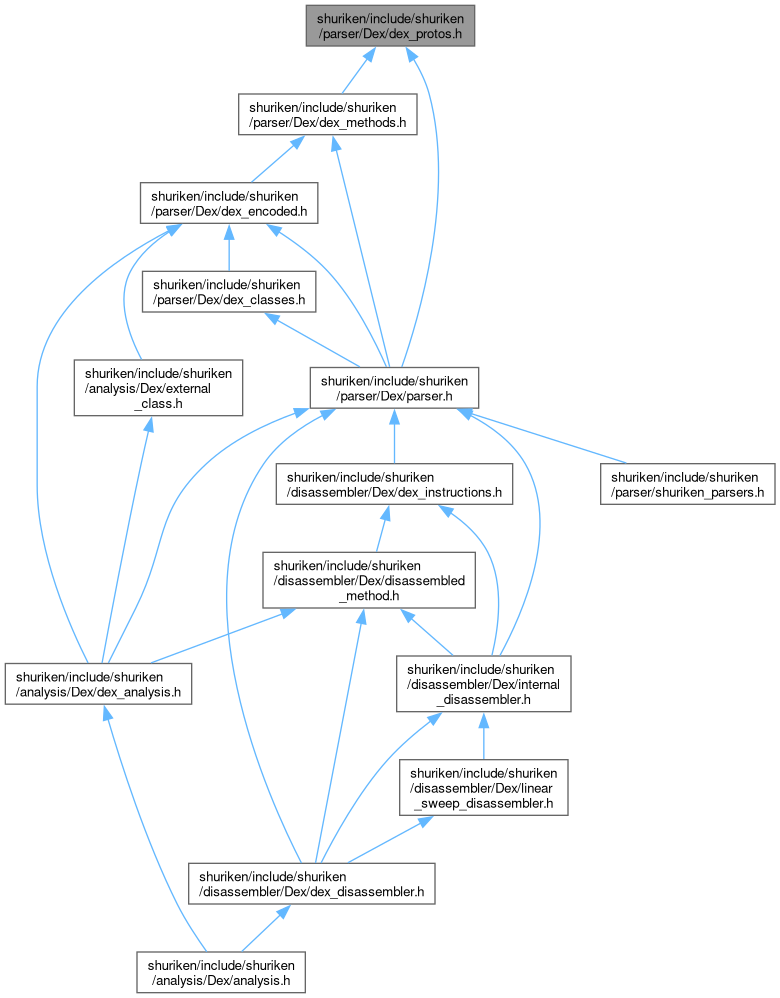 shuriken/include/shuriken
/parser/Dex/dex_protos.h
shuriken/include/shuriken
/parser/Dex/dex_methods.h
shuriken/include/shuriken
/parser/Dex/dex_encoded.h
shuriken/include/shuriken
/parser/Dex/dex_classes.h
shuriken/include/shuriken
/analysis/Dex/external
_class.h
shuriken/include/shuriken
/parser/Dex/parser.h
shuriken/include/shuriken
/disassembler/Dex/dex_instructions.h
shuriken/include/shuriken
/parser/shuriken_parsers.h
shuriken/include/shuriken
/disassembler/Dex/disassembled
_method.h
shuriken/include/shuriken
/analysis/Dex/dex_analysis.h
shuriken/include/shuriken
/disassembler/Dex/internal
_disassembler.h
shuriken/include/shuriken
/disassembler/Dex/linear
_sweep_disassembler.h
shuriken/include/shuriken
/disassembler/Dex/dex_disassembler.h
shuriken/include/shuriken
/analysis/Dex/analysis.h